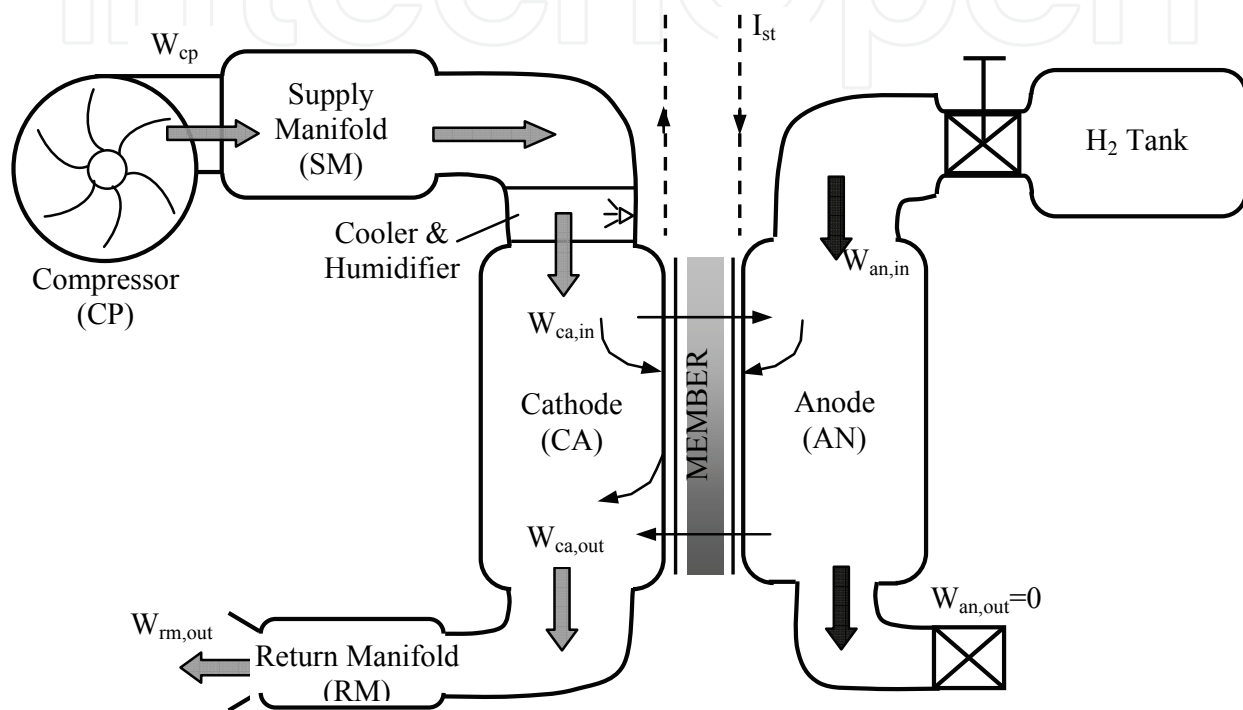 intechopen
W_cp
I_st
Supply
Manifold
(SM)
H₂ Tank
Cooler &
Humidifier
Compressor
(CP)
W_an,in
W_ca,in
MEMBER
Cathode
(CA)
Anode
(AN)
W_ca,out
W_an,out=0
W_rm,out
Return Manifold
(RM)